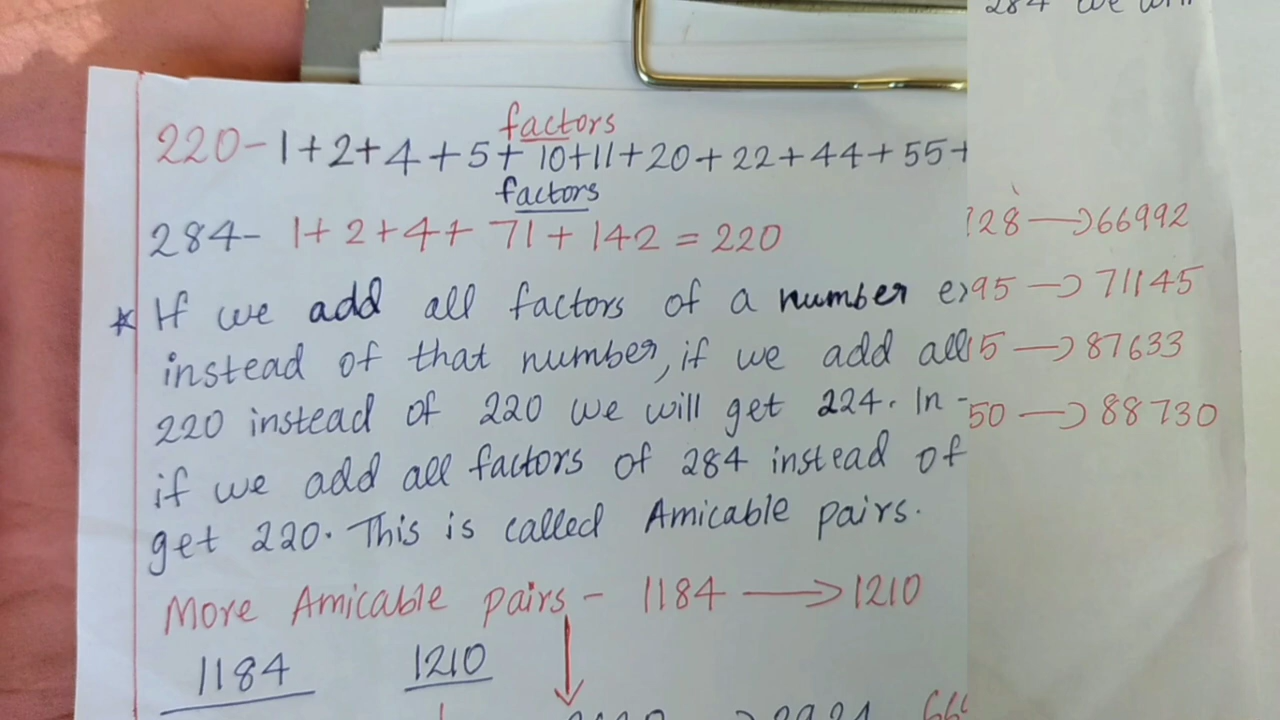 factors
220- 1+2+4+5+ 10+11+20+22+44+55+
factors
284- 1+2+4+ 71+142=220
* If we add all factors of a number
instead of that number, if we add all
220 instead of 220 we will get 224. In -
if we add all factors of 284 instead of
get 220. This is called Amicable pairs.
More Amicable pairs - 1184 → 1210
1184 1210
284 we
28 → 66992
95 → 71145
5 → 87633
50 → 88730